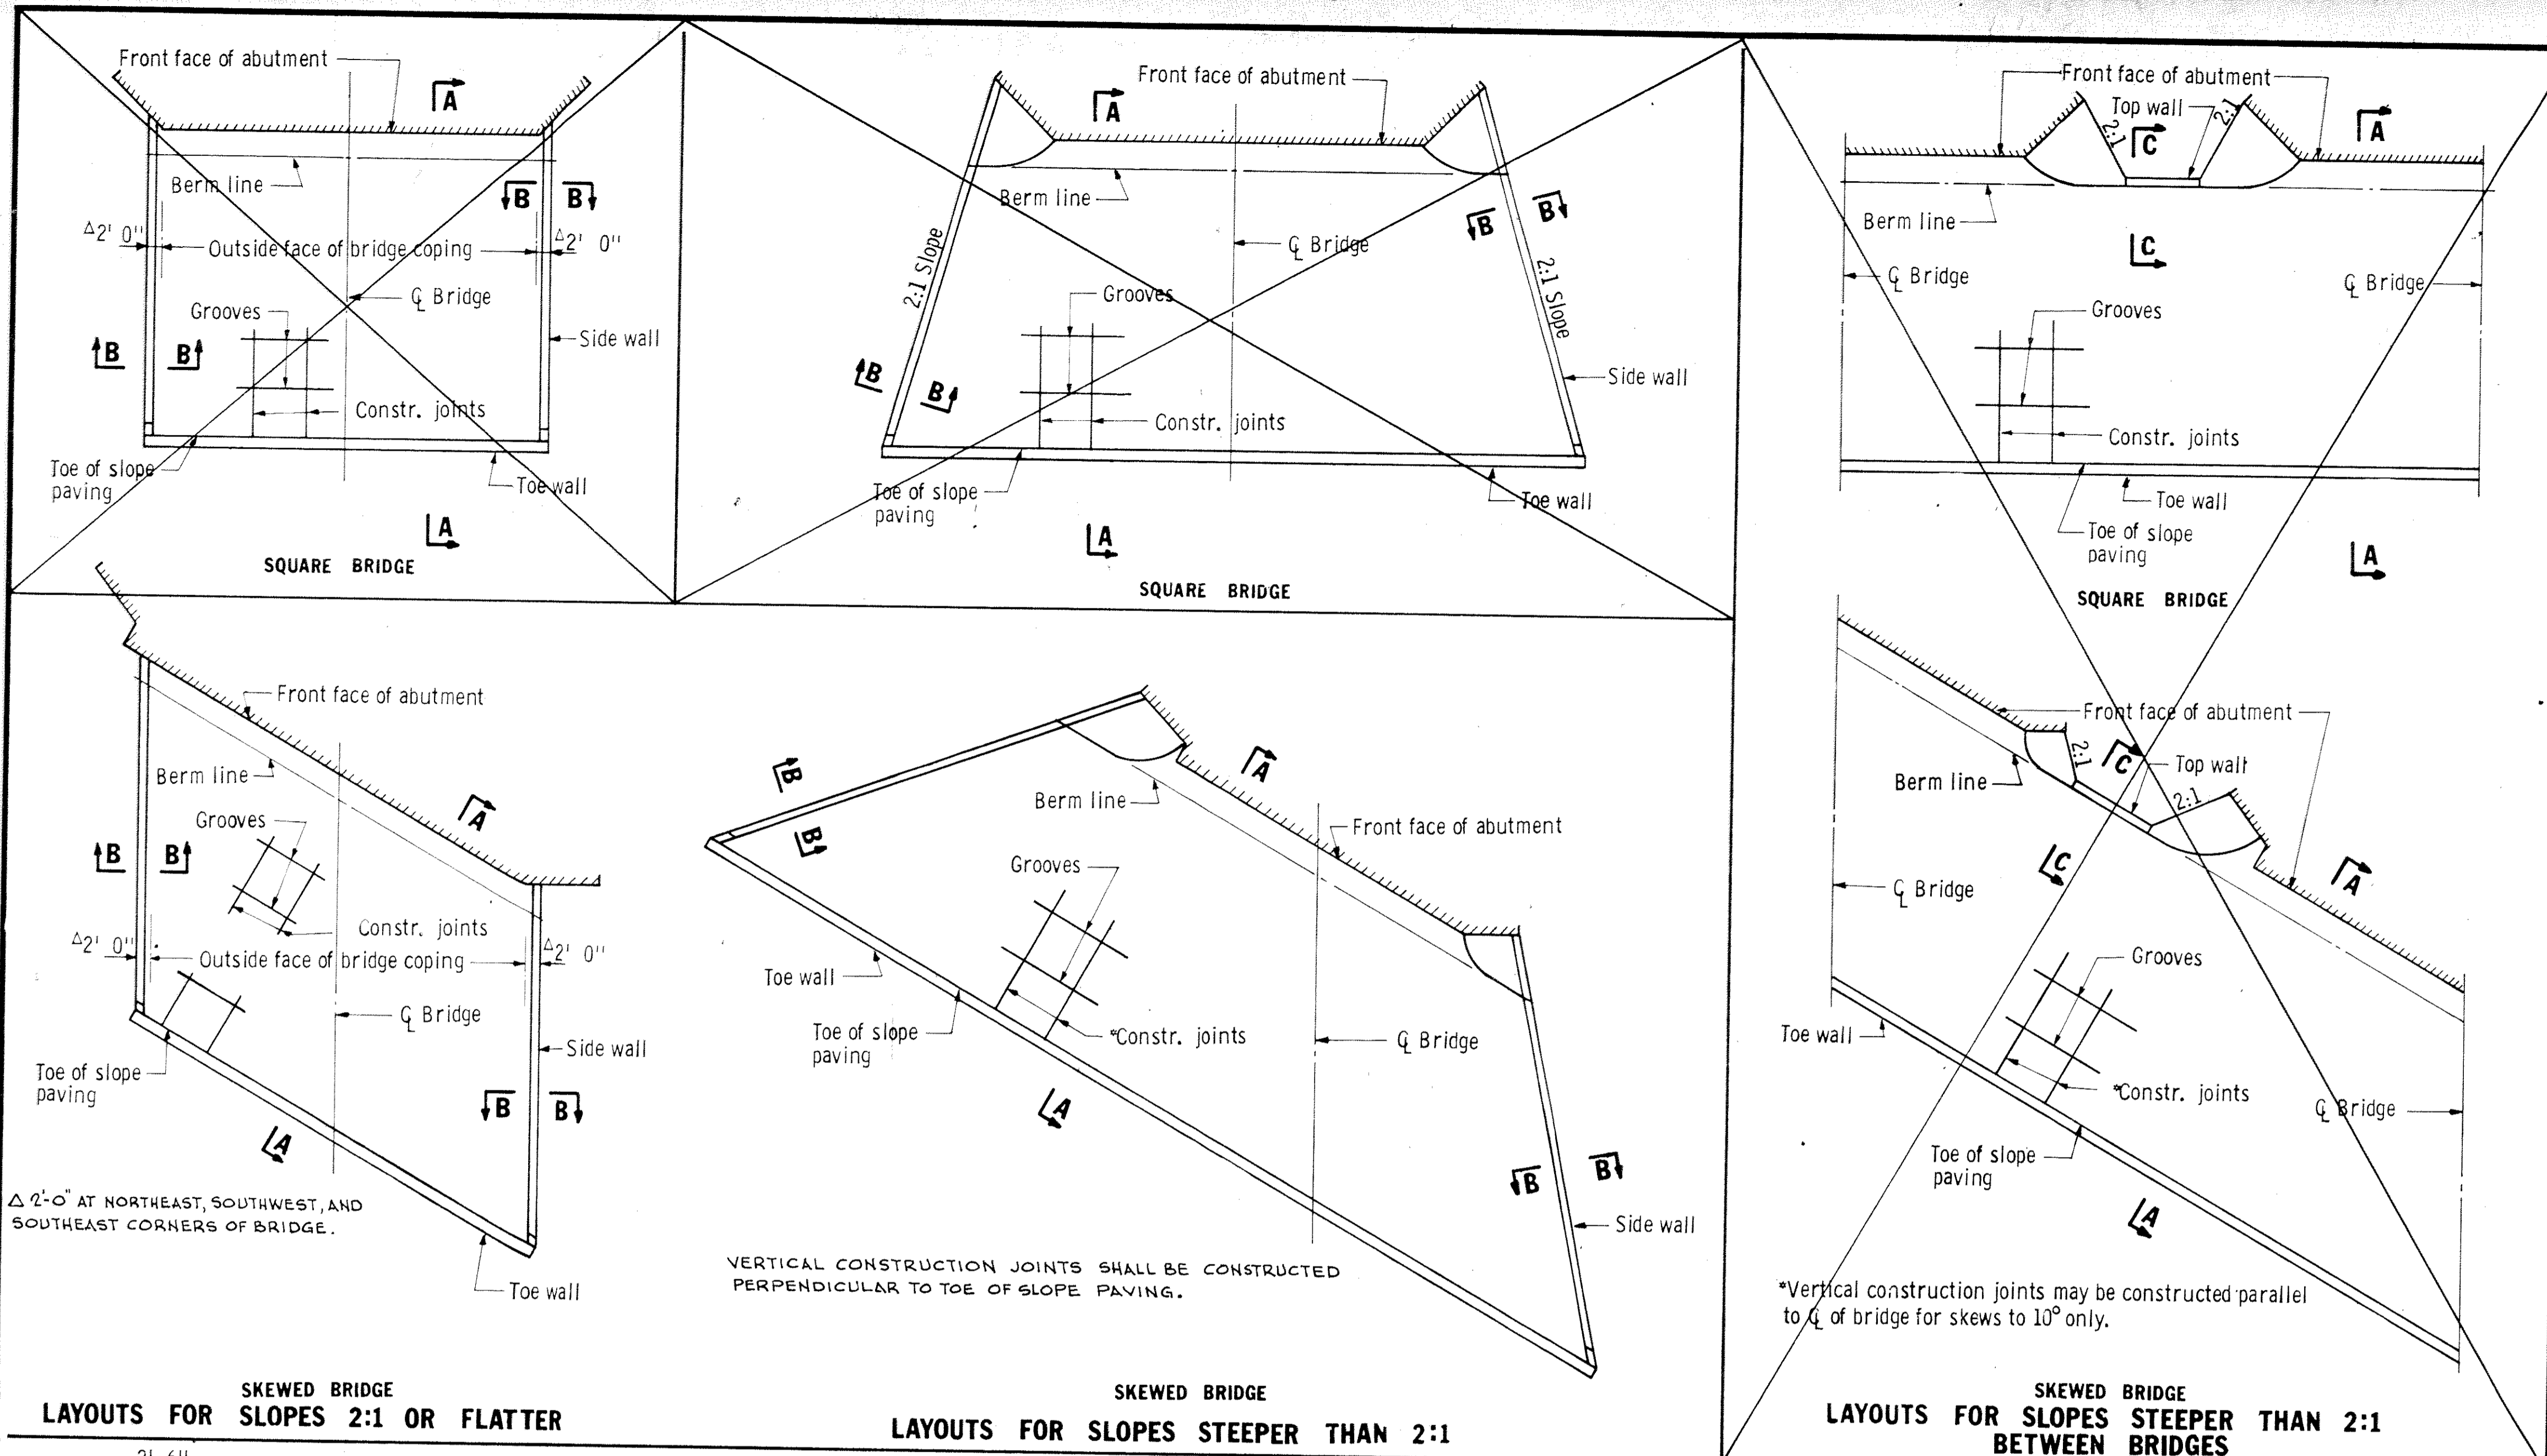 Front face of abutment
A
Berm line
B B
Δ2' 0"
Outside face of bridge coping
Δ2' 0"
Grooves
℄ Bridge
B B
Side wall
Constr. joints
Toe of slope
paving
Toe wall
A
SQUARE BRIDGE
Front face of abutment
A
Berm line
B B
2:1 Slope
℄ Bridge
2:1 Slope
Grooves
B B
Side wall
Constr. joints
Toe of slope
paving
Toe wall
A
SQUARE BRIDGE
Front face of abutment
Top wall
2:1
2:1
C
A
Berm line
C
℄ Bridge
℄ Bridge
Grooves
Constr. joints
Toe wall
Toe of slope
paving
A
SQUARE BRIDGE
Front face of abutment
Berm line
A
Grooves
B B
Constr. joints
Δ2' 0"
Outside face of bridge coping
Δ2' 0"
℄ Bridge
Side wall
Toe of slope
paving
B B
A
Δ 2'-0" AT NORTHEAST, SOUTHWEST, AND
SOUTHEAST CORNERS OF BRIDGE.
Toe wall
SKEWED BRIDGE
LAYOUTS FOR SLOPES 2:1 OR FLATTER
B
A
Berm line
B
Front face of abutment
Grooves
Toe wall
Toe of slope
paving
*Constr. joints
℄ Bridge
A
B B
Side wall
VERTICAL CONSTRUCTION JOINTS SHALL BE CONSTRUCTED
PERPENDICULAR TO TOE OF SLOPE PAVING.
SKEWED BRIDGE
LAYOUTS FOR SLOPES STEEPER THAN 2:1
Front face of abutment
2:1
C
Top wall
Berm line
2:1
C
A
℄ Bridge
Grooves
Toe wall
*Constr. joints
℄ Bridge
Toe of slope
paving
A
*Vertical construction joints may be constructed parallel
to ℄ of bridge for skews to 10° only.
SKEWED BRIDGE
LAYOUTS FOR SLOPES STEEPER THAN 2:1
BETWEEN BRIDGES